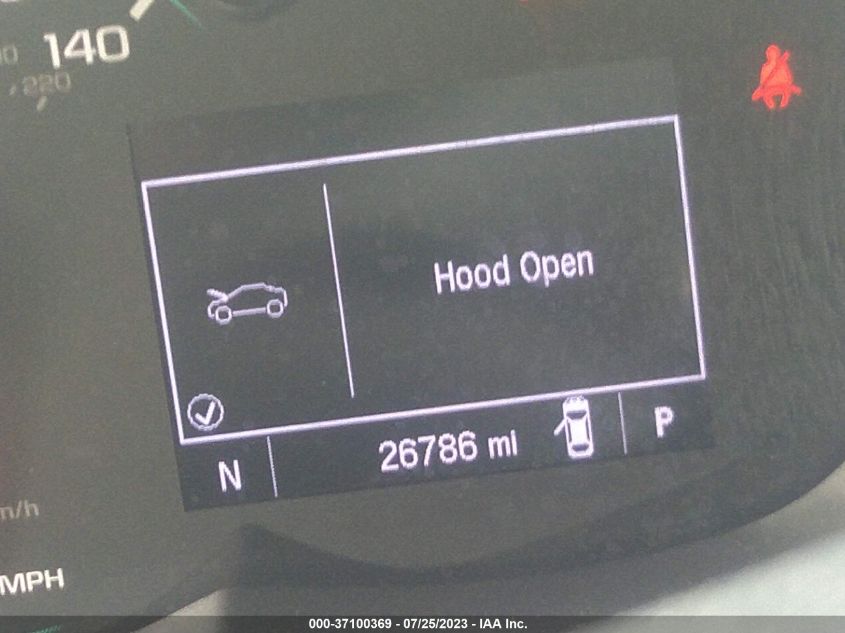 140
220
Hood Open
N
26786 mi
P
MPH
000-37100369 - 07/25/2023 - IAA Inc.